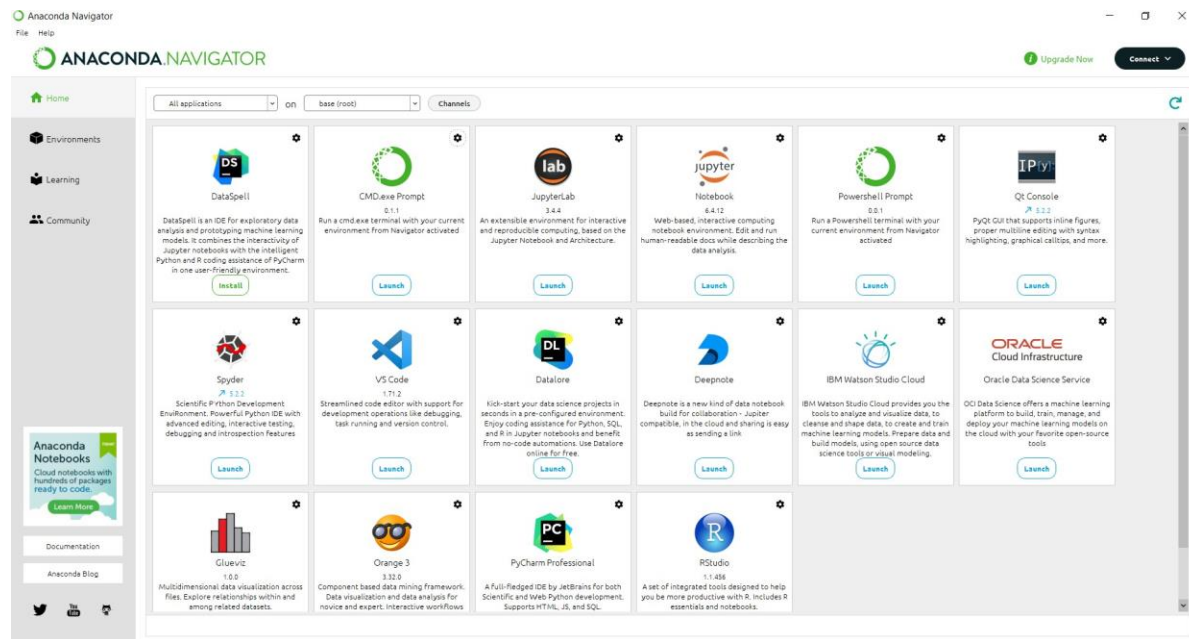 Anaconda Navigator
File Help
ANACONDA.NAVIGATOR
Upgrade Now
Connect
Home
Environments
Learning
Community
All applications
on
base (root)
Channels
DS
DataSpell
DataSpell is an IDE for exploratory data
analysis and prototyping machine learning
models. It combines the interactivity of
Jupyter notebooks with the intelligent
Python and R coding assistance of PyCharm
in one user-friendly environment.
Install
CMD.exe Prompt
0.1.1
Run a cmd.exe terminal with your current
environment from Navigator activated
Launch
lab
JupyterLab
3.4.4
An extensible environment for interactive
and reproducible computing, based on the
Jupyter Notebook and Architecture.
Launch
jupyter
Notebook
6.4.12
Web-based, interactive computing
notebook environment. Edit and run
human-readable docs while describing the
data analysis.
Launch
Powershell Prompt
0.0.1
Run a Powershell terminal with your
current environment from Navigator
activated
Launch
IP[y]:
Qt Console
5.2.2
PyQt GUI that supports inline figures,
proper multiline editing with syntax
highlighting, graphical calltips, and more.
Launch
Spyder
5.2.2
Scientific Python Development
EnviRonment. Powerful Python IDE with
advanced editing, interactive testing,
debugging and introspection features
Launch
VS Code
1.71.2
Streamlined code editor with support for
development operations like debugging,
task running and version control.
Launch
DL
Datalore
Kick-start your data science projects in
seconds in a pre-configured environment.
Enjoy coding assistance for Python, SQL,
and R in Jupyter notebooks and benefit
from no-code automations. Use Datalore
online for free.
Launch
Deepnote
Deepnote is a new kind of data notebook
build for collaboration - Jupiter
compatible, in the cloud and sharing is easy
as sending a link
Launch
IBM Watson Studio Cloud
IBM Watson Studio Cloud provides you the
tools to analyze and visualize data, to
cleanse and shape data, to create and train
machine learning models. Prepare data and
build models, using open source data
science tools or visual modeling.
Launch
ORACLE
Cloud Infrastructure
Oracle Data Science Service
OCI Data Science offers a machine learning
platform to build, train, manage, and
deploy your machine learning models on
the cloud with your favorite open-source
tools
Launch
Glueviz
1.0.0
Multidimensional data visualization across
files. Explore relationships within and
among related datasets.
Orange 3
3.32.0
Component based data mining framework.
Data visualization and data analysis for
novice and expert. Interactive workflows
PC
PyCharm Professional
A full-fledged IDE by JetBrains for both
Scientific and Web Python development.
Supports HTML, JS, and SQL.
R
RStudio
1.1.456
A set of integrated tools designed to help
you be more productive with R. Includes R
essentials and notebooks.
Anaconda
Notebooks
Cloud notebooks with
hundreds of packages
ready to code.
Learn More
Documentation
Anaconda Blog
You
Tube